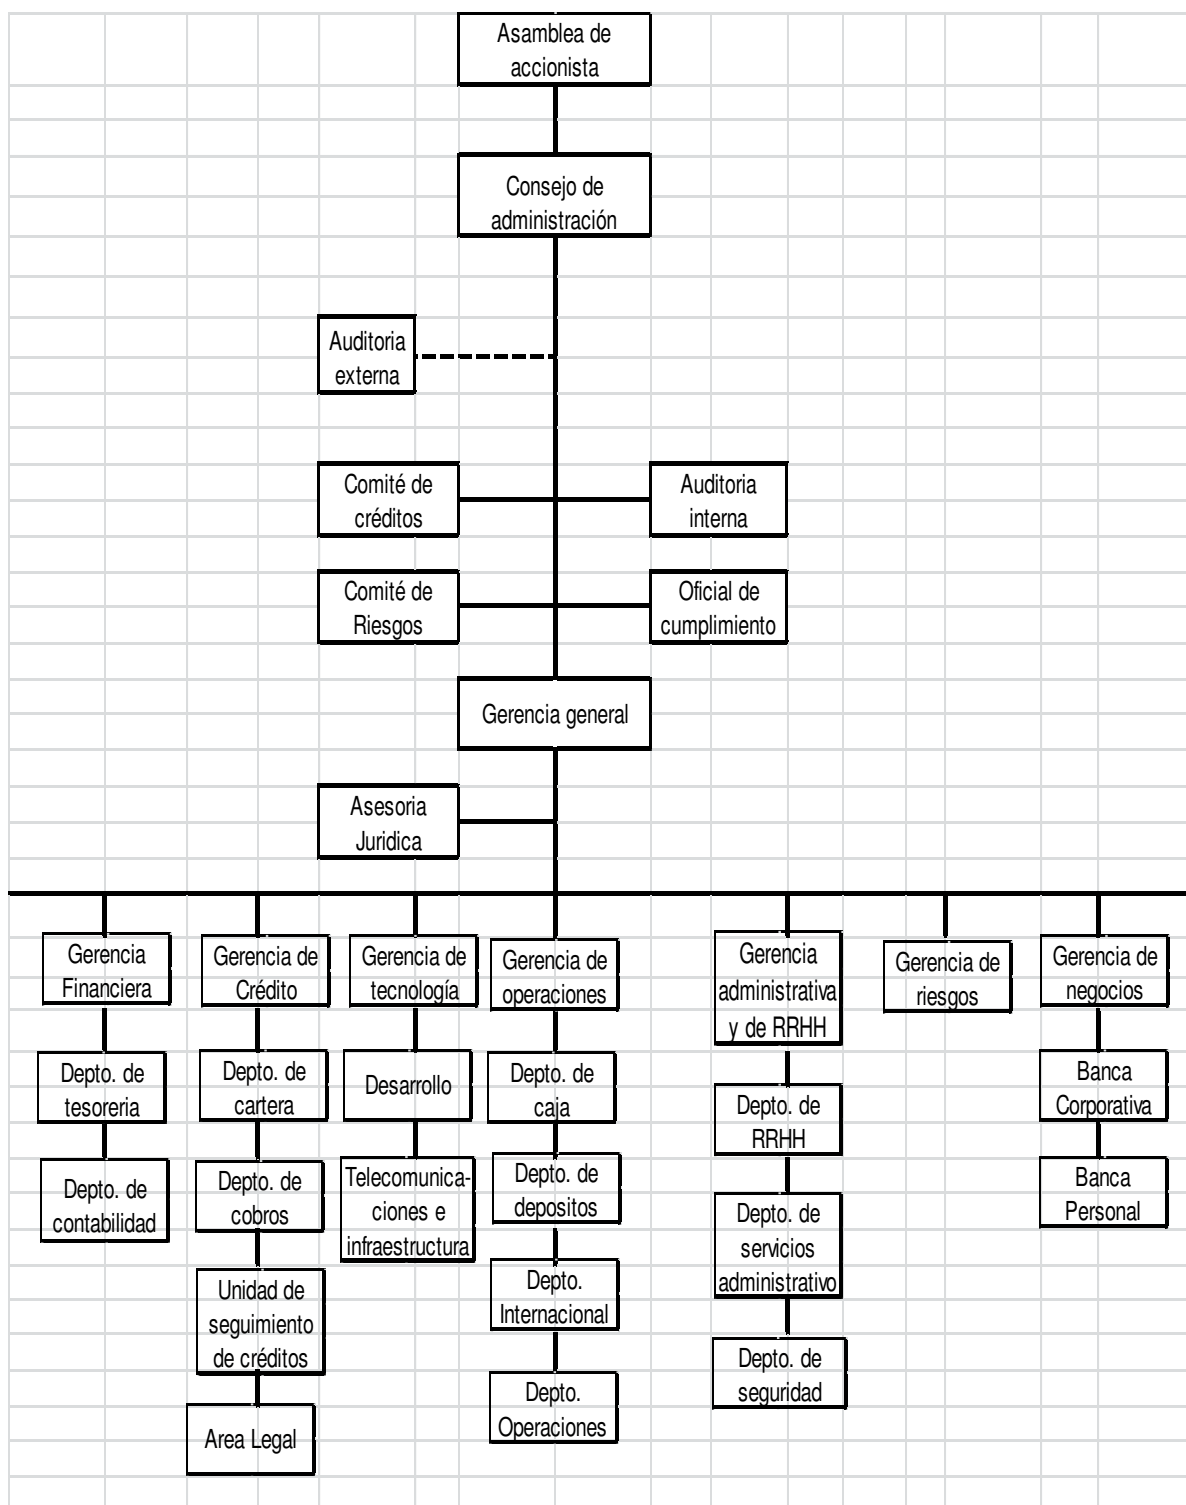 Asamblea de
accionista
Consejo de
administración
Auditoria
externa
Comité de
créditos
Auditoria
interna
Comité de
Riesgos
Oficial de
cumplimiento
Gerencia general
Asesoria
Juridica
Gerencia
Financiera
Gerencia de
Crédito
Gerencia de
tecnología
Gerencia de
operaciones
Gerencia
administrativa
y de RRHH
Gerencia de
riesgos
Gerencia de
negocios
Depto. de
tesoreria
Depto. de
cartera
Desarrollo
Depto. de
caja
Depto. de
RRHH
Banca
Corporativa
Depto. de
contabilidad
Depto. de
cobros
Telecomunica-
ciones e
infraestructura
Depto. de
depositos
Depto. de
servicios
administrativo
Banca
Personal
Unidad de
seguimiento
de créditos
Depto.
Internacional
Depto. de
seguridad
Area Legal
Depto.
Operaciones